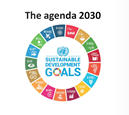 The agenda 2030
SUSTAINABLE
DEVELOPMENT
GOALS